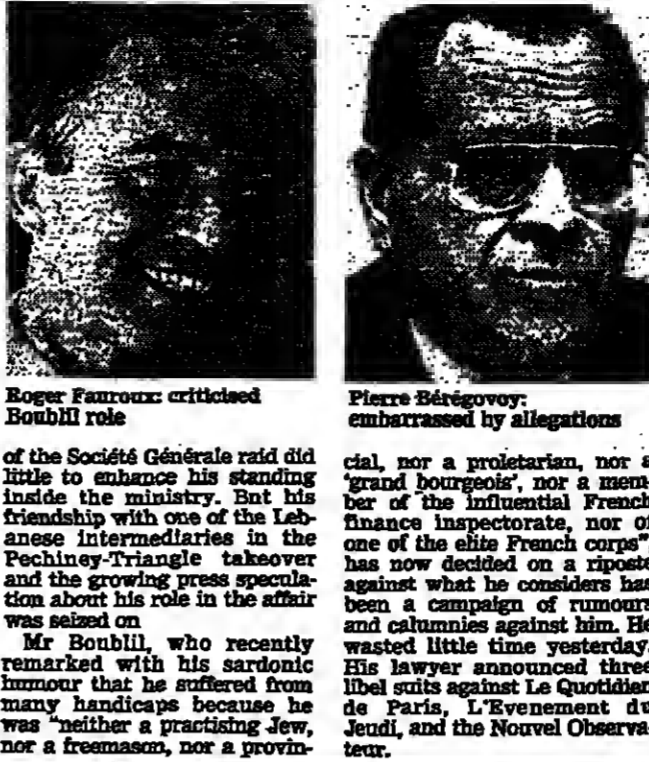 Roger Fauroux: criticised
Boublil role
of the Société Générale raid did
little to enhance his standing
inside the ministry. But his
friendship with one of the Leb-
anese intermediaries in the
Pechiney-Triangle takeover
and the growing press specula-
tion about his role in the affair
was seized on
Mr Boublil, who recently
remarked with his sardonic
humour that he suffered from
many handicaps because he
was "neither a practising Jew,
nor a freemason, nor a provin-
Pierre Bérégovoy:
embarrassed by allegations
cial, nor a proletarian, nor a
'grand bourgeois', nor a mem-
ber of the influential French
finance inspectorate, nor of
one of the elite French corps",
has now decided on a riposte
against what he considers has
been a campaign of rumours
and calumnies against him. He
wasted little time yesterday.
His lawyer announced three
libel suits against Le Quotidien
de Paris, L'Evenement du
Jeudi, and the Nouvel Observa-
teur.